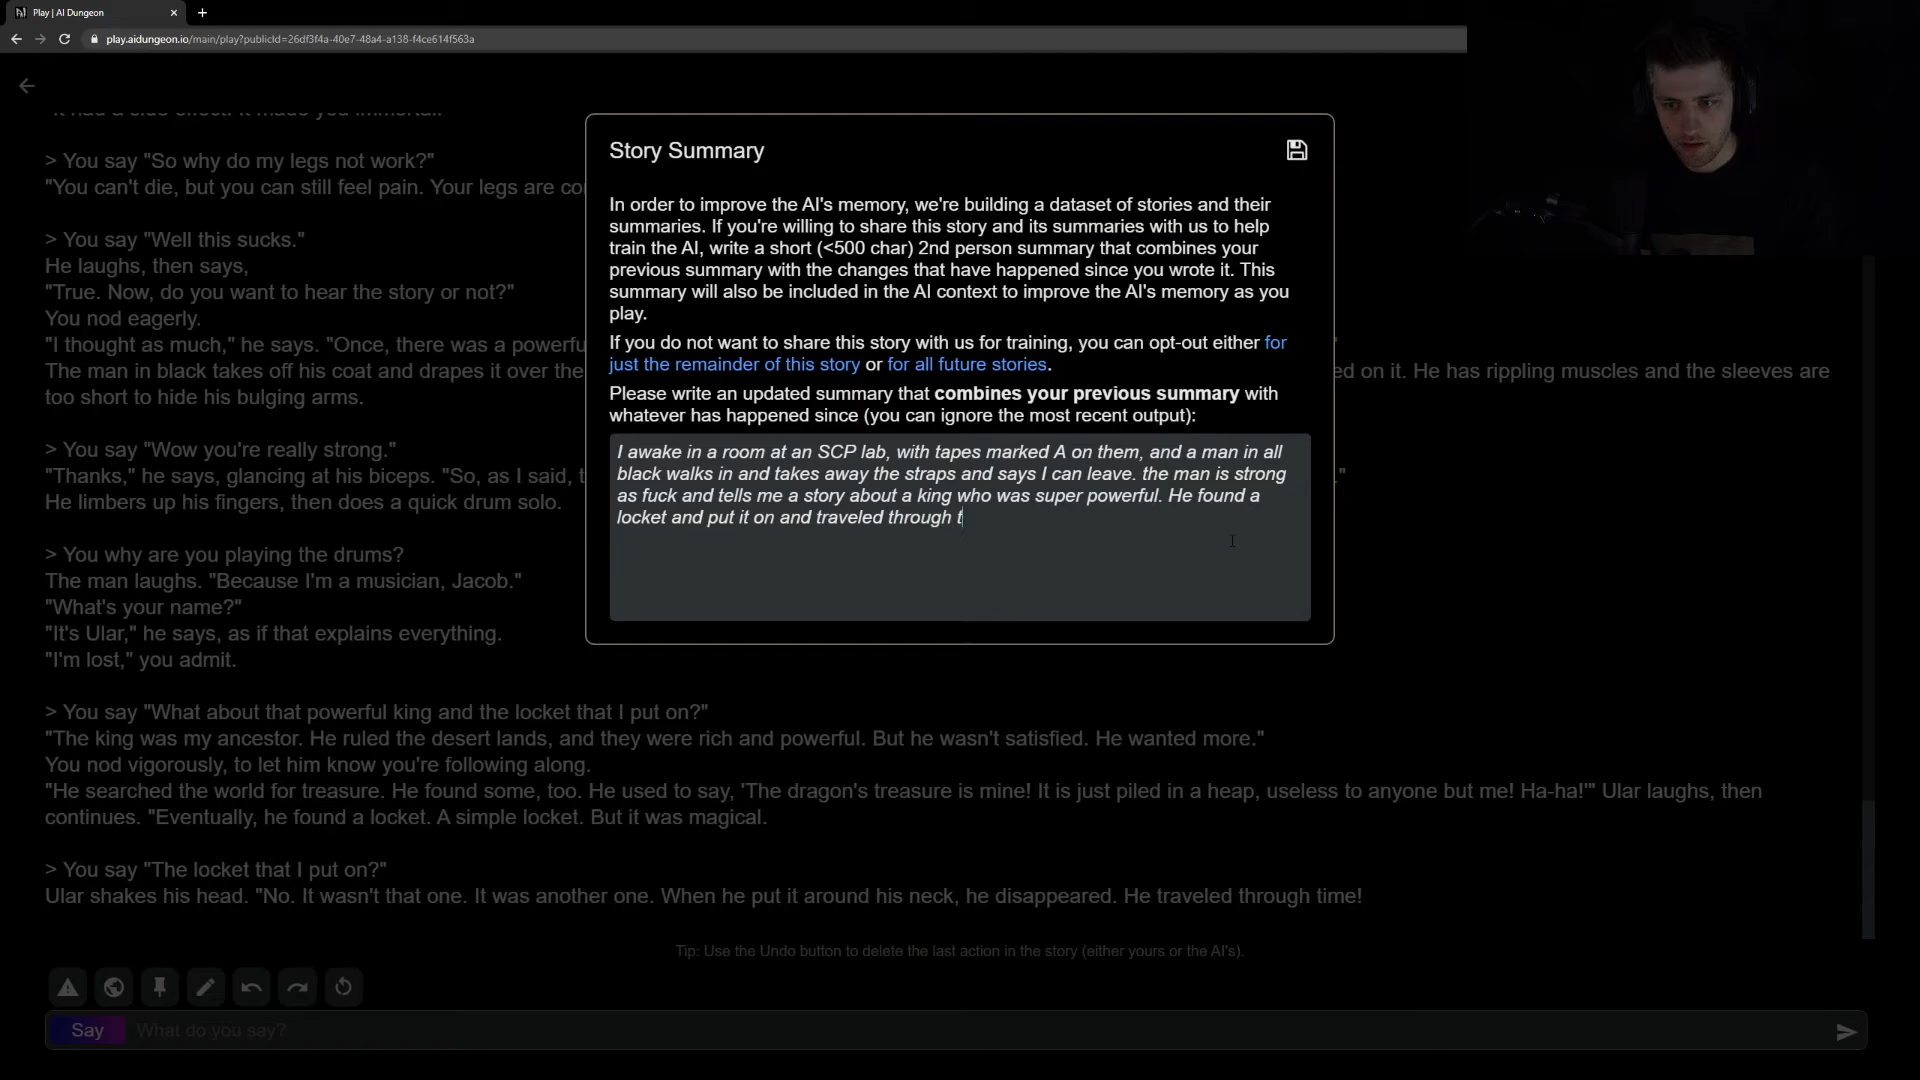 Play | AI Dungeon
play.aidungeon.io/main/play?publicId=26df3f4a-40e7-48a4-a138-f4ce614f563a
"It had a side effect. It made you immortal."
> You say "So why do my legs not work?"
"You can't die, but you can still feel pain. Your legs are co
> You say "Well this sucks."
He laughs, then says,
"True. Now, do you want to hear the story or not?"
You nod eagerly.
"I thought as much," he says. "Once, there was a powerfu
The man in black takes off his coat and drapes it over the ed on it. He has rippling muscles and the sleeves are
too short to hide his bulging arms.
> You say "Wow you're really strong."
"Thanks," he says, glancing at his biceps. "So, as I said, t "
He limbers up his fingers, then does a quick drum solo.
> You why are you playing the drums?
The man laughs. "Because I'm a musician, Jacob."
"What's your name?"
"It's Ular," he says, as if that explains everything.
"I'm lost," you admit.
> You say "What about that powerful king and the locket that I put on?"
"The king was my ancestor. He ruled the desert lands, and they were rich and powerful. But he wasn't satisfied. He wanted more."
You nod vigorously, to let him know you're following along.
"He searched the world for treasure. He found some, too. He used to say, 'The dragon's treasure is mine! It is just piled in a heap, useless to anyone but me! Ha-ha!'" Ular laughs, then
continues. "Eventually, he found a locket. A simple locket. But it was magical.
> You say "The locket that I put on?"
Ular shakes his head. "No. It wasn't that one. It was another one. When he put it around his neck, he disappeared. He traveled through time!
Story Summary
In order to improve the AI's memory, we're building a dataset of stories and their
summaries. If you're willing to share this story and its summaries with us to help
train the AI, write a short (<500 char) 2nd person summary that combines your
previous summary with the changes that have happened since you wrote it. This
summary will also be included in the AI context to improve the AI's memory as you
play.
If you do not want to share this story with us for training, you can opt-out either for
just the remainder of this story or for all future stories.
Please write an updated summary that combines your previous summary with
whatever has happened since (you can ignore the most recent output):
I awake in a room at an SCP lab, with tapes marked A on them, and a man in all
black walks in and takes away the straps and says I can leave. the man is strong
as fuck and tells me a story about a king who was super powerful. He found a
locket and put it on and traveled through t
Tip: Use the Undo button to delete the last action in the story (either yours or the AI's).
Say What do you say?